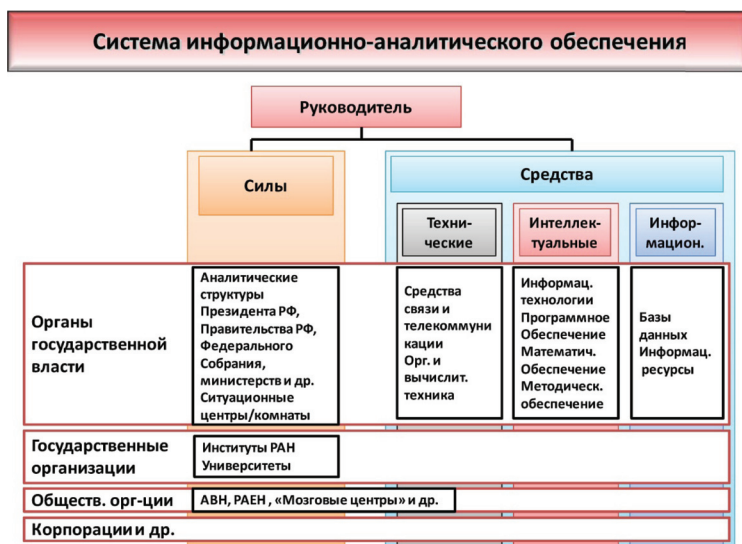 Система информационно-аналитического обеспечения
Руководитель
Силы
Средства
Техни-
ческие
Интеллек-
туальные
Инфор-
мацион.
Органы
государственной
власти
Аналитические
структуры
Президента РФ,
Правительства РФ,
Федерального
Собрания,
министерств и др.
Ситуационные
центры/комнаты
Средства
связи и
телекоммуни
кации
Орг. и
вычислит.
техника
Информац.
технологии
Программное
Обеспечение
Математич.
Обеспечение
Методическ.
обеспечение
Базы
данных
Информац.
ресурсы
Государственные
организации
Институты РАН
Университеты
Обществ. орг-ции
АВН, РАЕН , «Мозговые центры» и др.
Корпорации и др.